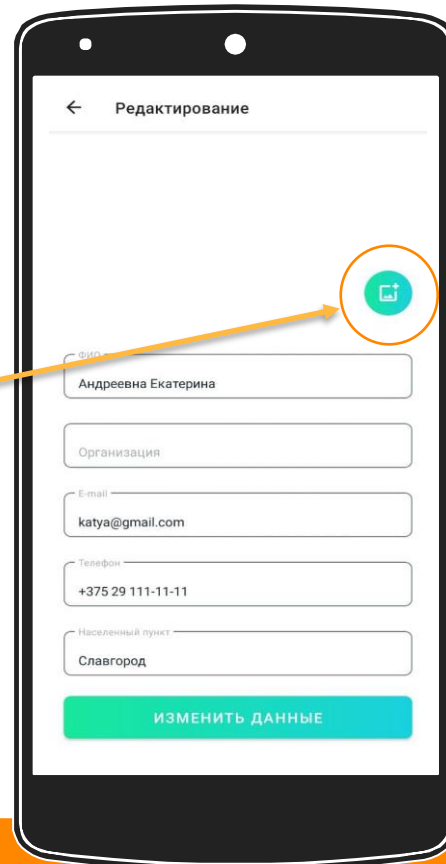 Редактирование
ФИО
Андреевна Екатерина
Организация
E-mail
katya@gmail.com
Телефон
+375 29 111-11-11
Населенный пункт
Славгород
ИЗМЕНИТЬ ДАННЫЕ